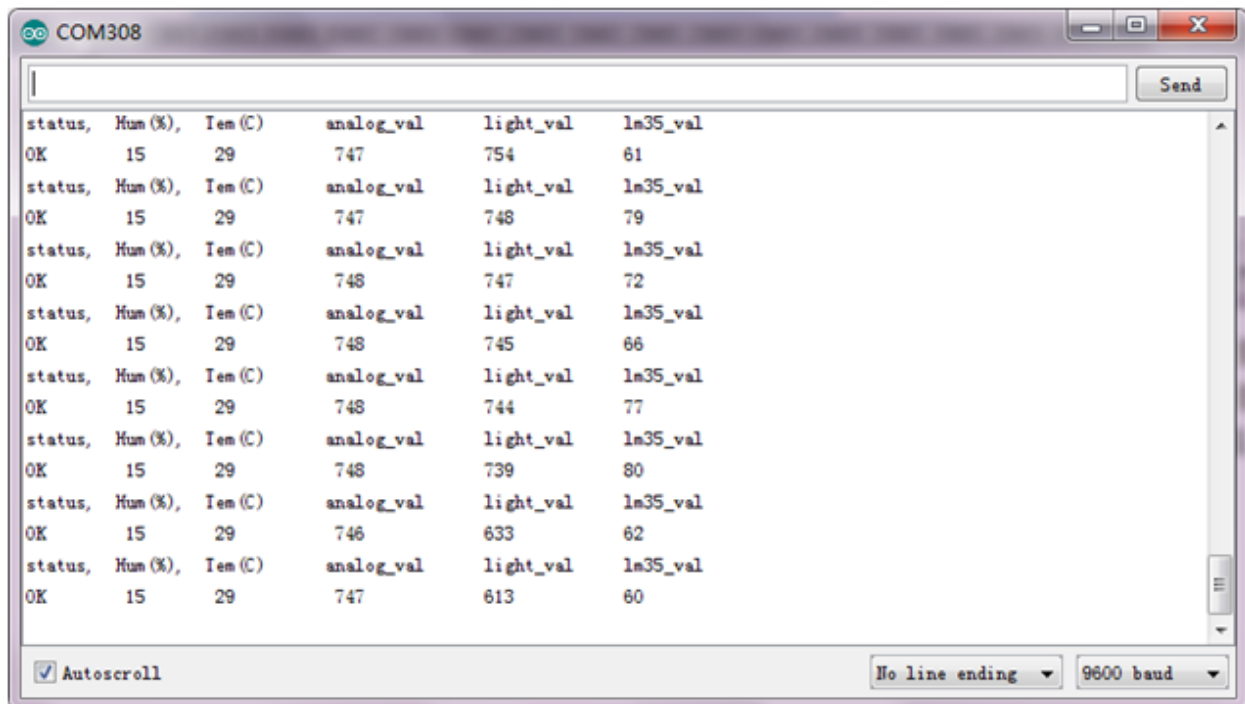 COM308
Send
status, Hum(%), Tem(C) analog_val light_val lm35_val
OK 15 29 747 754 61
status, Hum(%), Tem(C) analog_val light_val lm35_val
OK 15 29 747 748 79
status, Hum(%), Tem(C) analog_val light_val lm35_val
OK 15 29 748 747 72
status, Hum(%), Tem(C) analog_val light_val lm35_val
OK 15 29 748 745 66
status, Hum(%), Tem(C) analog_val light_val lm35_val
OK 15 29 748 744 77
status, Hum(%), Tem(C) analog_val light_val lm35_val
OK 15 29 748 739 80
status, Hum(%), Tem(C) analog_val light_val lm35_val
OK 15 29 746 633 62
status, Hum(%), Tem(C) analog_val light_val lm35_val
OK 15 29 747 613 60
Autoscroll No line ending 9600 baud